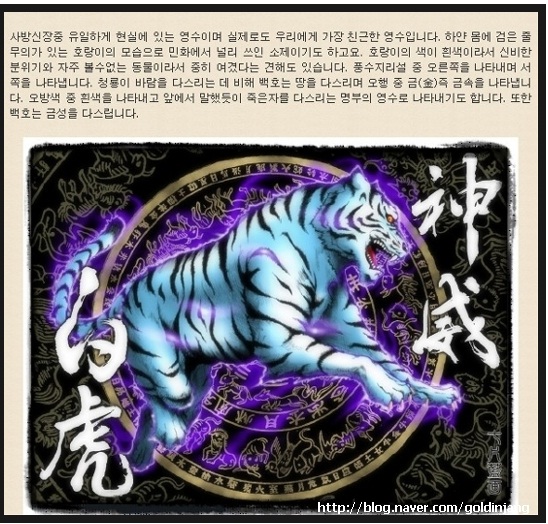 사방신장중 유일하게 현실에 있는 영수이며 실제로도 우리에게 가장 친근한 영수입니다. 하얀 몸에 검은 줄
무의가 있는 호랑이의 모습으로 민화에서 널리 쓰인 소제이기도 하고요. 호랑이의 색이 흰색이라서 신비한
분위기와 자주 볼수없는 동물이라서 중히 여겼다는 견해도 있습니다. 풍수지리설 중 오른쪽을 나타내며 서
쪽을 나타냅니다. 청룡이 바람을 다스리는 데 비해 백호는 땅을 다스리며 오행 중 금(金)즉 금속을 나타냅니
다. 오방색 중 흰색을 나타내고 앞에서 말했듯이 죽은자를 다스리는 명부의 영수로 나타내기도 합니다. 또한
백호는 금성을 다스립니다.
神威
白虎
http://blog.naver.com/goldinjang